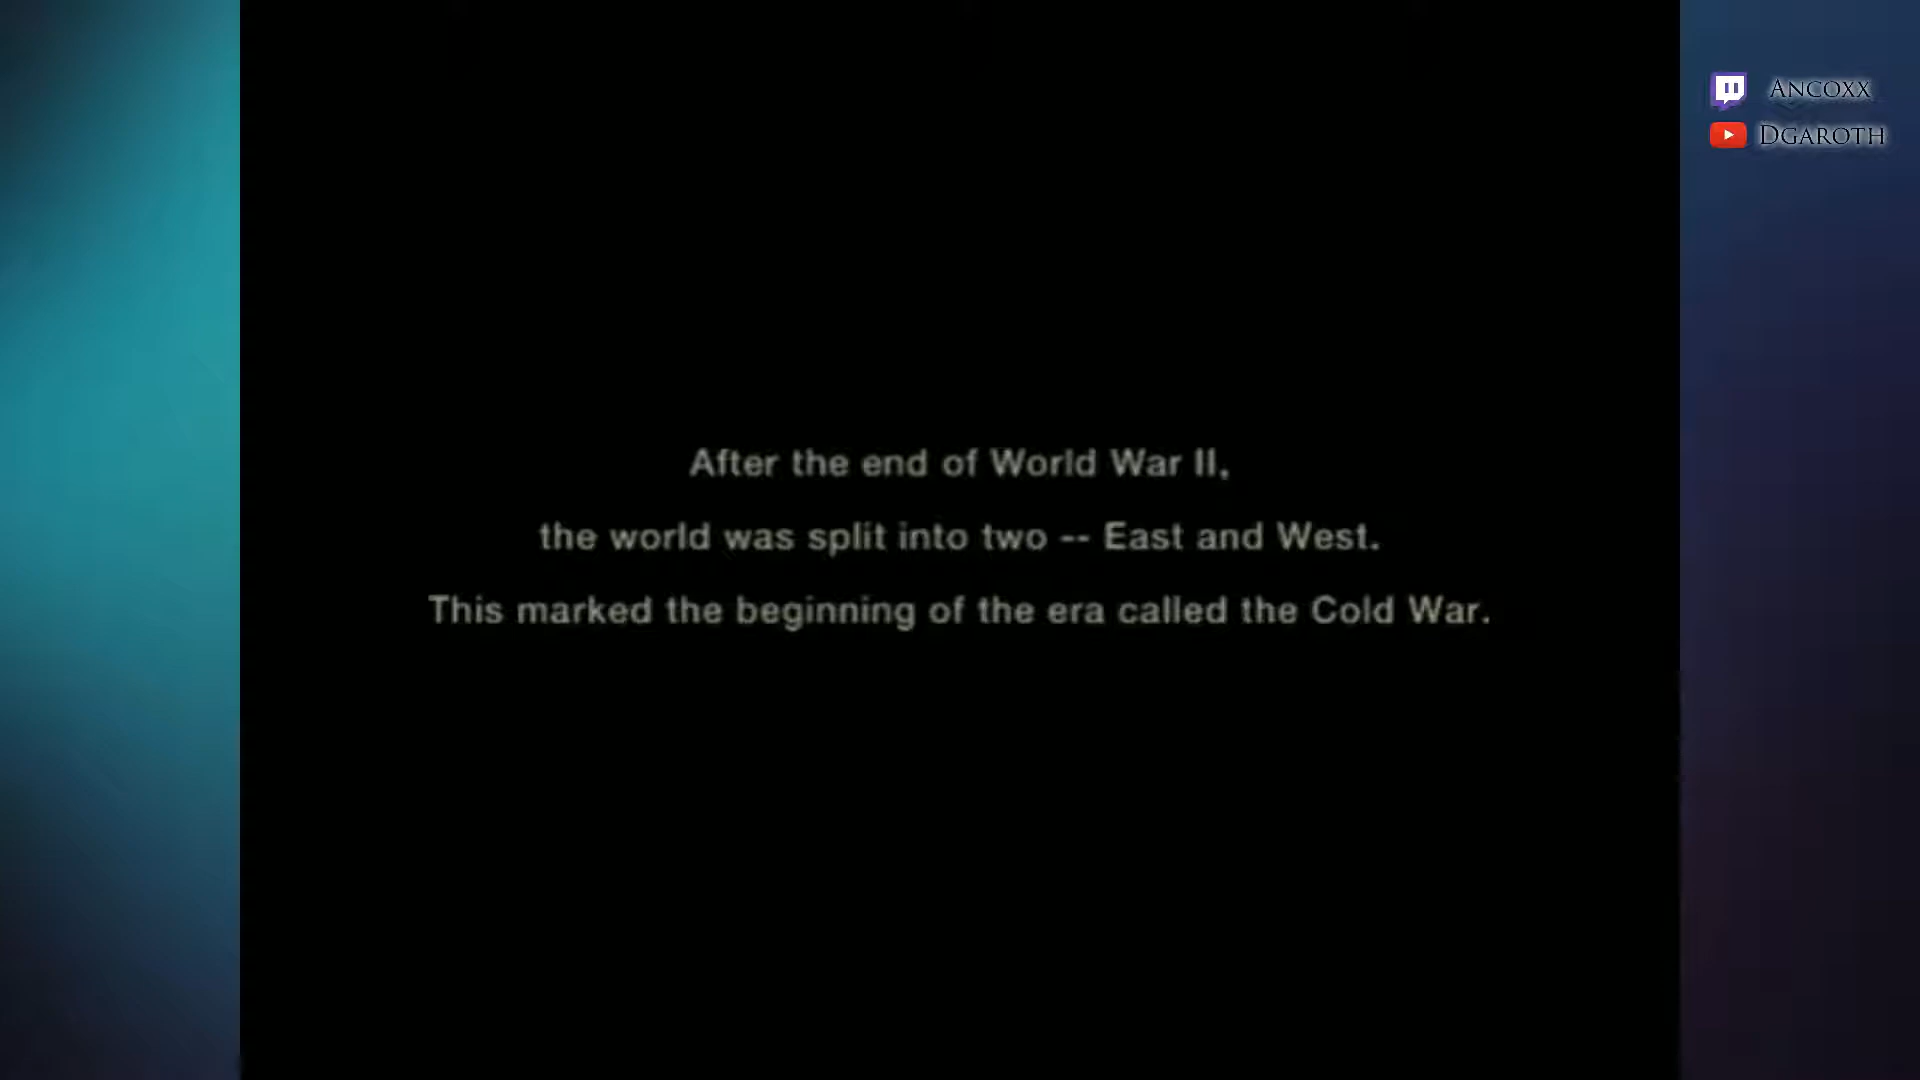 Ancoxx
Dgaroth
After the end of World War II,
the world was split into two -- East and West.
This marked the beginning of the era called the Cold War.